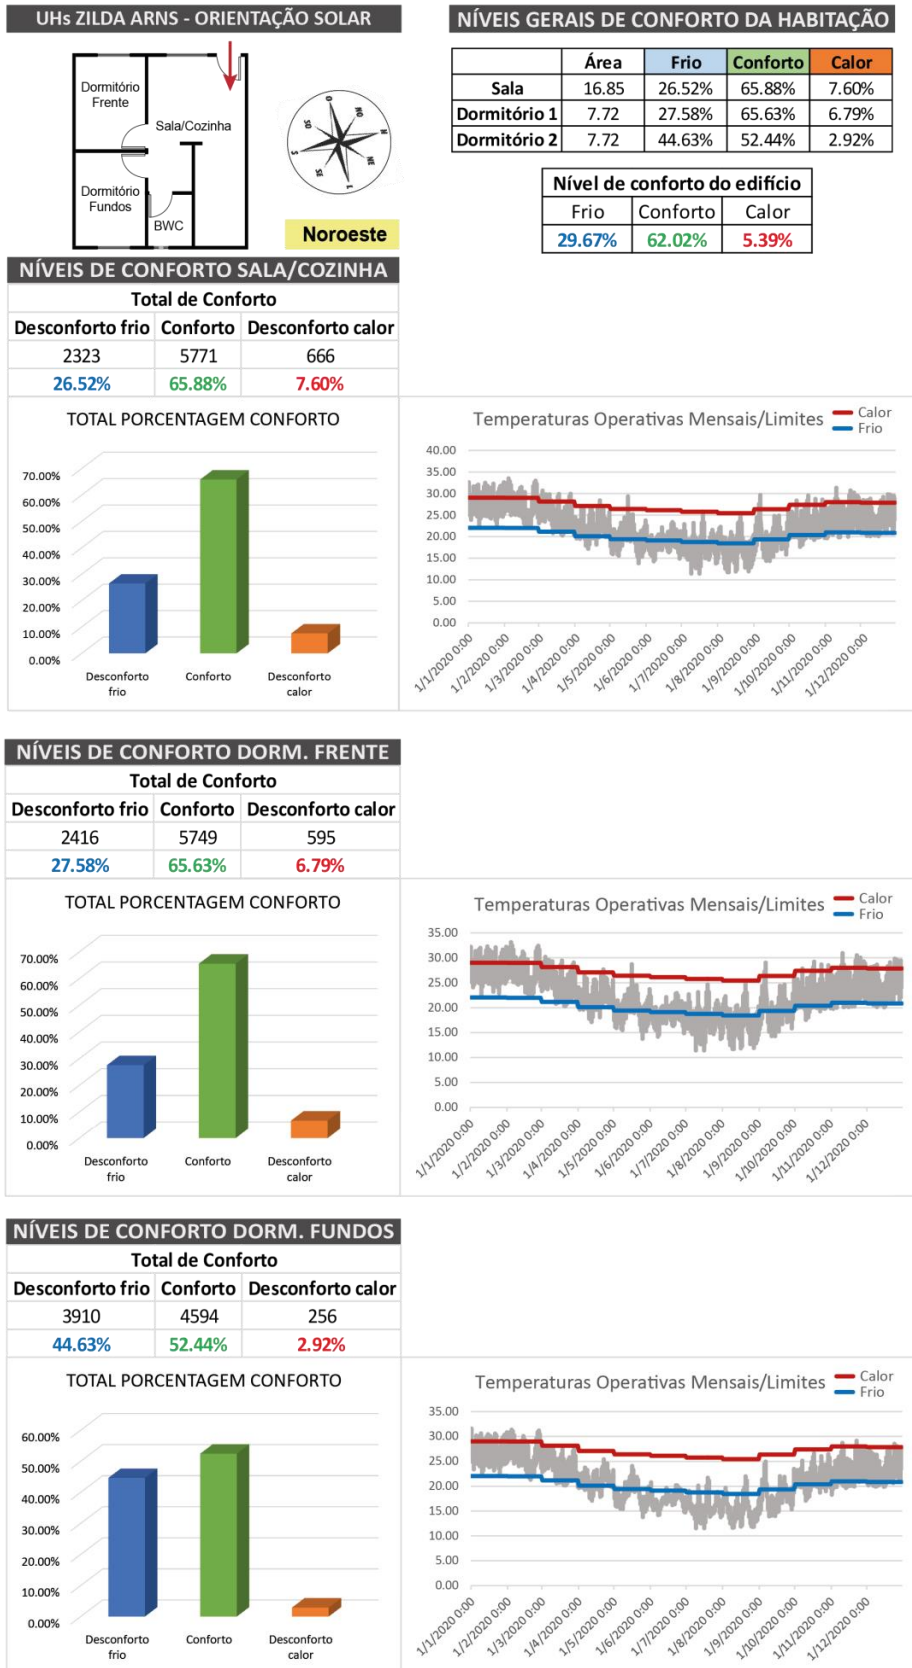 UHs ZILDA ARNS - ORIENTAÇÃO SOLAR
Dormitório
Frente
Sala/Cozinha
Dormitório
Fundos
BWC
O
NO
N
NE
L
SE
S
SO
Noroeste
NÍVEIS GERAIS DE CONFORTO DA HABITAÇÃO
Área Frio Conforto Calor
Sala 16.85 26.52% 65.88% 7.60%
Dormitório 1 7.72 27.58% 65.63% 6.79%
Dormitório 2 7.72 44.63% 52.44% 2.92%
Nível de conforto do edifício
Frio Conforto Calor
29.67% 62.02% 5.39%
NÍVEIS DE CONFORTO SALA/COZINHA
Total de Conforto
Desconforto frio Conforto Desconforto calor
2323 5771 666
26.52% 65.88% 7.60%
TOTAL PORCENTAGEM CONFORTO
70.00%
60.00%
50.00%
40.00%
30.00%
20.00%
10.00%
0.00%
Desconforto
frio
Conforto
Desconforto
calor
Temperaturas Operativas Mensais/Limites
Calor
Frio
40.00
35.00
30.00
25.00
20.00
15.00
10.00
5.00
0.00
1/1/2020 0:00
1/2/2020 0:00
1/3/2020 0:00
1/4/2020 0:00
1/5/2020 0:00
1/6/2020 0:00
1/7/2020 0:00
1/8/2020 0:00
1/9/2020 0:00
1/10/2020 0:00
1/11/2020 0:00
1/12/2020 0:00
NÍVEIS DE CONFORTO DORM. FRENTE
Total de Conforto
Desconforto frio Conforto Desconforto calor
2416 5749 595
27.58% 65.63% 6.79%
TOTAL PORCENTAGEM CONFORTO
70.00%
60.00%
50.00%
40.00%
30.00%
20.00%
10.00%
0.00%
Desconforto
frio
Conforto
Desconforto
calor
Temperaturas Operativas Mensais/Limites
Calor
Frio
35.00
30.00
25.00
20.00
15.00
10.00
5.00
0.00
1/1/2020 0:00
1/2/2020 0:00
1/3/2020 0:00
1/4/2020 0:00
1/5/2020 0:00
1/6/2020 0:00
1/7/2020 0:00
1/8/2020 0:00
1/9/2020 0:00
1/10/2020 0:00
1/11/2020 0:00
1/12/2020 0:00
NÍVEIS DE CONFORTO DORM. FUNDOS
Total de Conforto
Desconforto frio Conforto Desconforto calor
3910 4594 256
44.63% 52.44% 2.92%
TOTAL PORCENTAGEM CONFORTO
60.00%
50.00%
40.00%
30.00%
20.00%
10.00%
0.00%
Desconforto
frio
Conforto
Desconforto
calor
Temperaturas Operativas Mensais/Limites
Calor
Frio
35.00
30.00
25.00
20.00
15.00
10.00
5.00
0.00
1/1/2020 0:00
1/2/2020 0:00
1/3/2020 0:00
1/4/2020 0:00
1/5/2020 0:00
1/6/2020 0:00
1/7/2020 0:00
1/8/2020 0:00
1/9/2020 0:00
1/10/2020 0:00
1/11/2020 0:00
1/12/2020 0:00